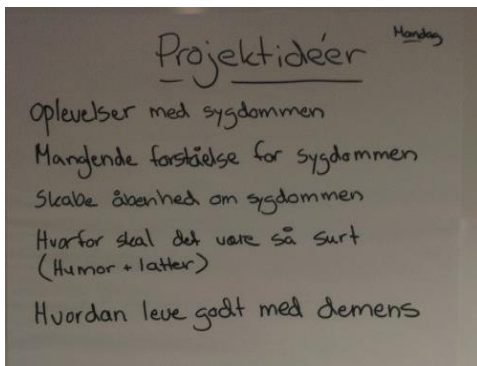 Mandag
Projektidéer
Oplevelser med sygdommen
Manglende forståelse for sygdommen
Skabe åbenhed om sygdommen
Hvorfor skal det være så surt
(Humor + latter)
Hvordan leve godt med demens